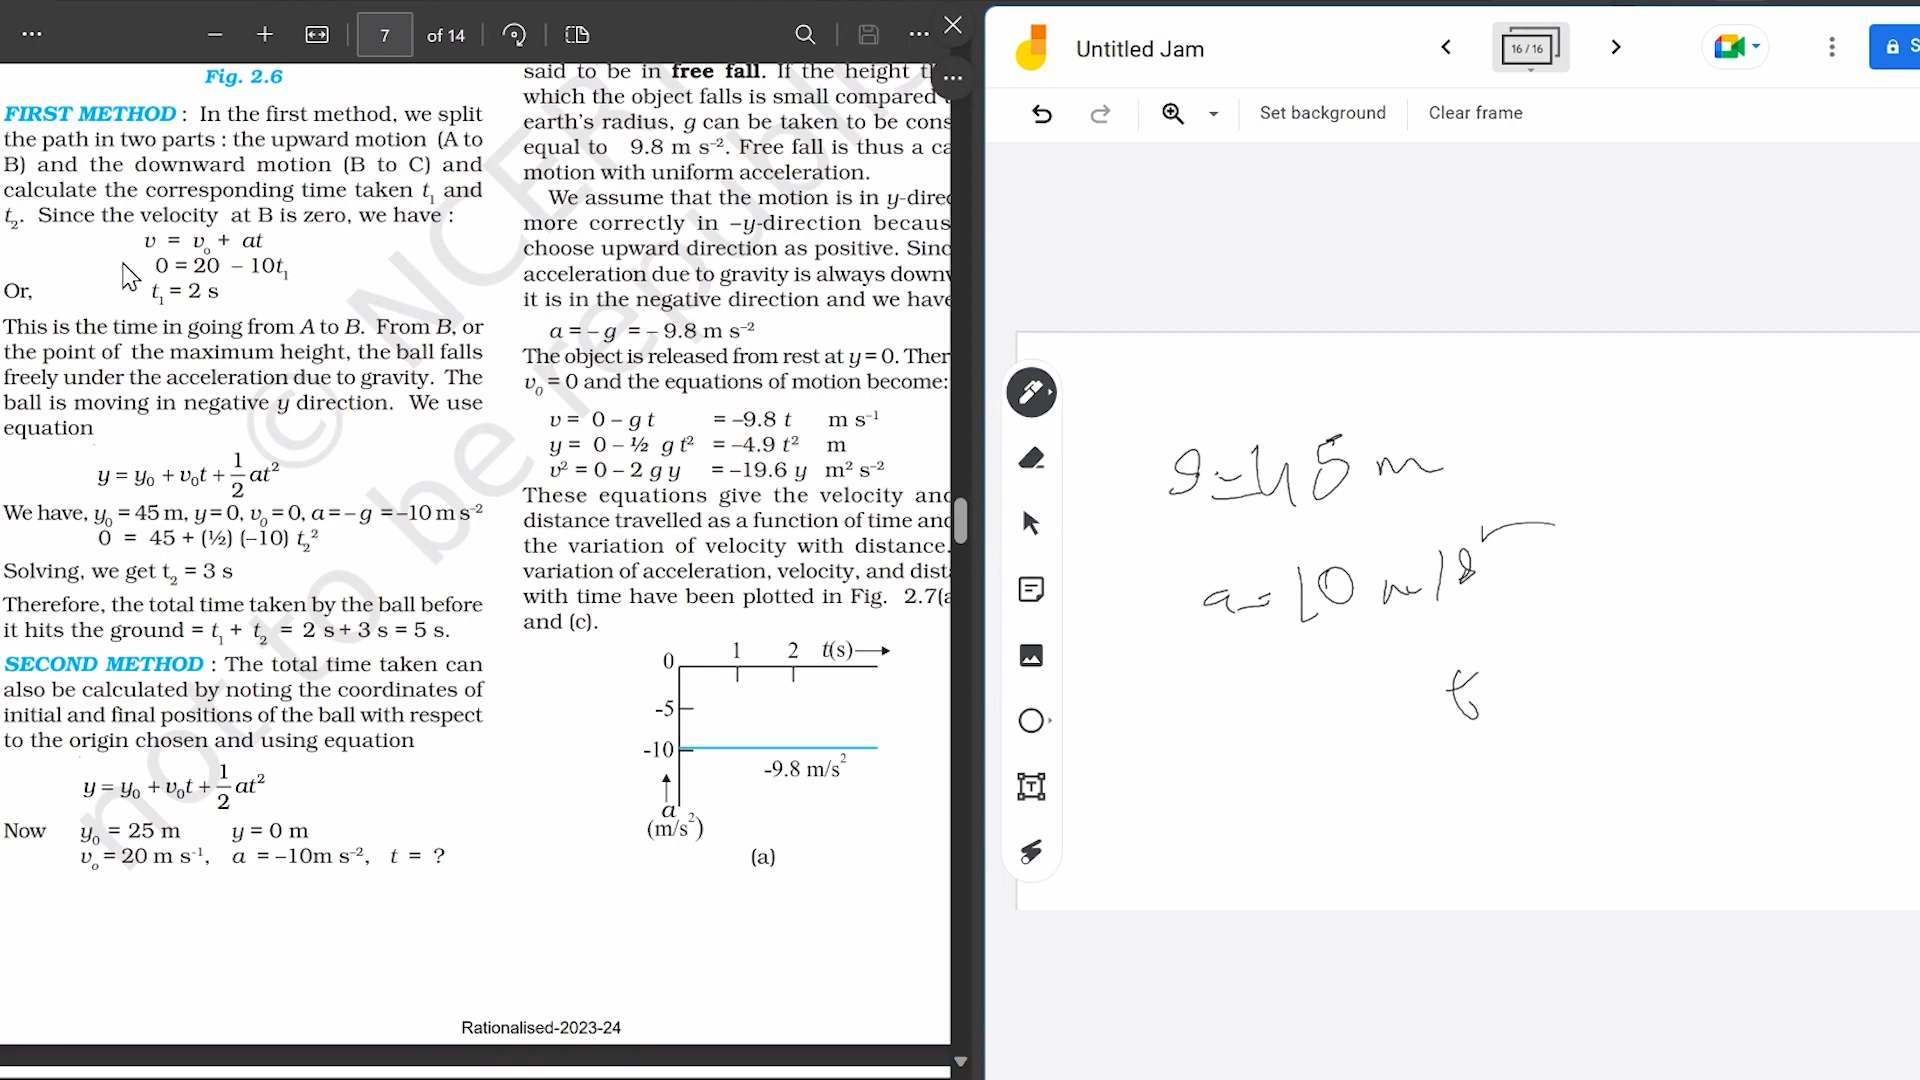 7 of 14
Fig. 2.6
FIRST METHOD : In the first method, we split
the path in two parts : the upward motion (A to
B) and the downward motion (B to C) and
calculate the corresponding time taken t₁ and
t₂. Since the velocity at B is zero, we have :
v = vₒ + at
0 = 20 – 10t₁
Or, t₁ = 2 s
This is the time in going from A to B. From B, or
the point of the maximum height, the ball falls
freely under the acceleration due to gravity. The
ball is moving in negative y direction. We use
equation
y = y₀ + v₀t + 1/2 at²
We have, y₀ = 45 m, y = 0, v₀ = 0, a = – g = –10 m s⁻²
0 = 45 + (½) (–10) t₂²
Solving, we get t₂ = 3 s
Therefore, the total time taken by the ball before
it hits the ground = t₁ + t₂ = 2 s + 3 s = 5 s.
SECOND METHOD : The total time taken can
also be calculated by noting the coordinates of
initial and final positions of the ball with respect
to the origin chosen and using equation
y = y₀ + v₀t + 1/2 at²
Now y₀ = 25 m y = 0 m
vₒ = 20 m s⁻¹, a = –10m s⁻², t = ?
said to be in free fall. If the height t
which the object falls is small compared
earth's radius, g can be taken to be cons
equal to 9.8 m s⁻². Free fall is thus a ca
motion with uniform acceleration.
We assume that the motion is in y-direc
more correctly in –y-direction becaus
choose upward direction as positive. Sinc
acceleration due to gravity is always down
it is in the negative direction and we have
a = – g = – 9.8 m s⁻²
The object is released from rest at y = 0. Ther
v₀ = 0 and the equations of motion become:
v = 0 – g t = –9.8 t m s⁻¹
y = 0 – ½ g t² = –4.9 t² m
v² = 0 – 2 g y = –19.6 y m² s⁻²
These equations give the velocity and
distance travelled as a function of time and
the variation of velocity with distance.
variation of acceleration, velocity, and dist
with time have been plotted in Fig. 2.7(a
and (c).
0 1 2 t(s)
-5
-10
-9.8 m/s²
a
(m/s²)
(a)
Rationalised-2023-24
© NCER
not to be republi
Untitled Jam
16 / 16
S
Set background
Clear frame
s = 45 m
a = 10 m/s²
t